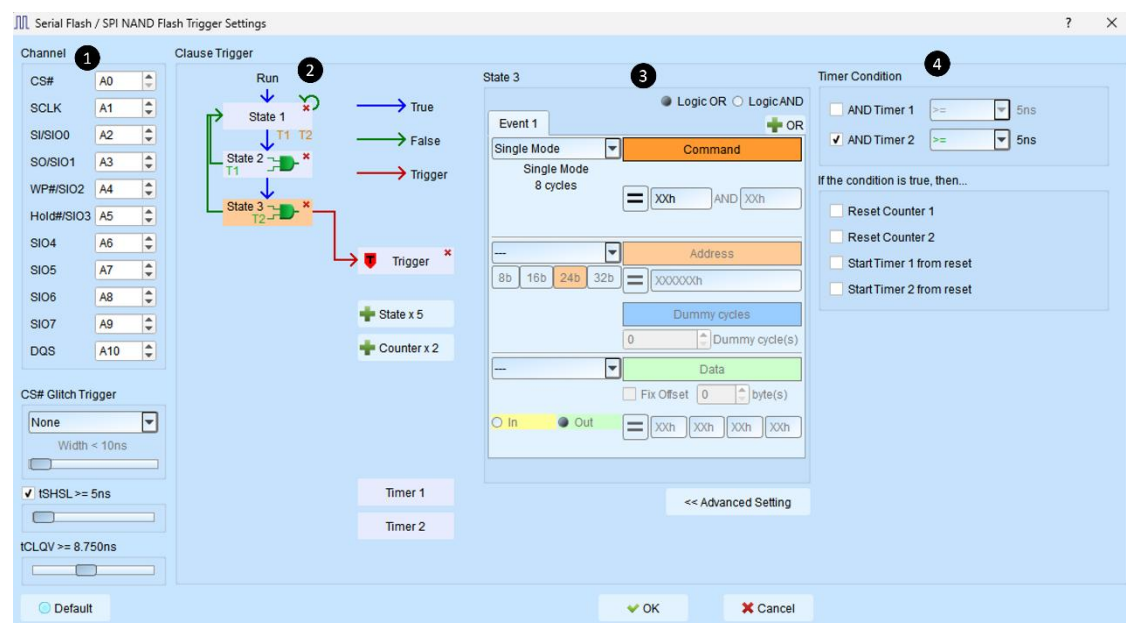 Serial Flash / SPI NAND Flash Trigger Settings
?
Channel
1
CS# A0
SCLK A1
SI/SIO0 A2
SO/SIO1 A3
WP#/SIO2 A4
Hold#/SIO3 A5
SIO4 A6
SIO5 A7
SIO6 A8
SIO7 A9
DQS A10
CS# Glitch Trigger
None
Width < 10ns
tSHSL >= 5ns
tCLQV >= 8.750ns
Default
Clause Trigger
Run
2
State 1
T1 T2
State 2
T1
State 3
T2
True
False
Trigger
T Trigger
State x 5
Counter x 2
Timer 1
Timer 2
State 3
3
Logic OR Logic AND
Event 1
OR
Single Mode Command
Single Mode
8 cycles
= XXh AND XXh
--- Address
8b 16b 24b 32b = XXXXXXh
Dummy cycles
0 Dummy cycle(s)
--- Data
Fix Offset 0 byte(s)
In Out = XXh XXh XXh XXh
<< Advanced Setting
OK
Cancel
Timer Condition
4
AND Timer 1 >= 5ns
AND Timer 2 >= 5ns
If the condition is true, then...
Reset Counter 1
Reset Counter 2
Start Timer 1 from reset
Start Timer 2 from reset